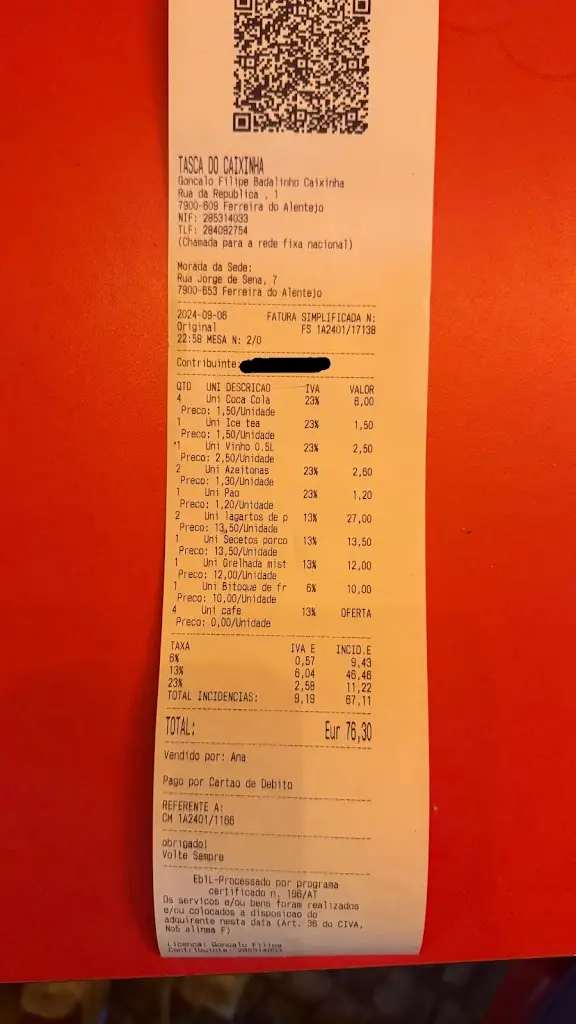 TASCA DO CAIXINHA
Goncalo Filipe Badalinho Caixinha
Rua da Republica , 1
7900-609 Ferreira do Alentejo
NIF: 285314033
TLF: 284092754
(Chamada para a rede fixa nacional)
Morada da Sede:
Rua Jorge de Sena, 7
7900-653 Ferreira do Alentejo
2024-09-06 FATURA SIMPLIFICADA N:
Original FS 1A2401/17138
22:58 MESA N: 2/0
Contribuinte:
QTD UNI DESCRICAO IVA VALOR
4 Uni Coca Cola 23% 6,00
Preco: 1,50/Unidade
1 Uni Ice tea 23% 1,50
Preco: 1,50/Unidade
1 Uni Vinho 0.5L 23% 2,50
Preco: 2,50/Unidade
2 Uni Azeitonas 23% 2,60
Preco: 1,30/Unidade
1 Uni Pao 23% 1,20
Preco: 1,20/Unidade
2 Uni lagartos de p 13% 27,00
Preco: 13,50/Unidade
1 Uni Secetos porco 13% 13,50
Preco: 13,50/Unidade
1 Uni Grelhada mist 13% 12,00
Preco: 12,00/Unidade
1 Uni Bitoque de fr 6% 10,00
Preco: 10,00/Unidade
4 Uni cafe 13% OFERTA
Preco: 0,00/Unidade
TAXA IVA E INCID.E
6% 0,57 9,43
13% 6,04 46,46
23% 2,58 11,22
TOTAL INCIDENCIAS: 9,19 67,11
TOTAL: Eur 76,30
Vendido por: Ana
Pago por Cartao de Debito
REFERENTE A:
CM 1A2401/1166
obrigado!
Volte Sempre
Eb1L-Processado por programa
certificado n. 196/AT
Os servicos e/ou bens foram realizados
e/ou colocados a disposicao do
adquirente nesta data (Art. 36 do CIVA,
No5 alinea F)
Licenca: Goncalo Filipe
Contribuinte: 285314033